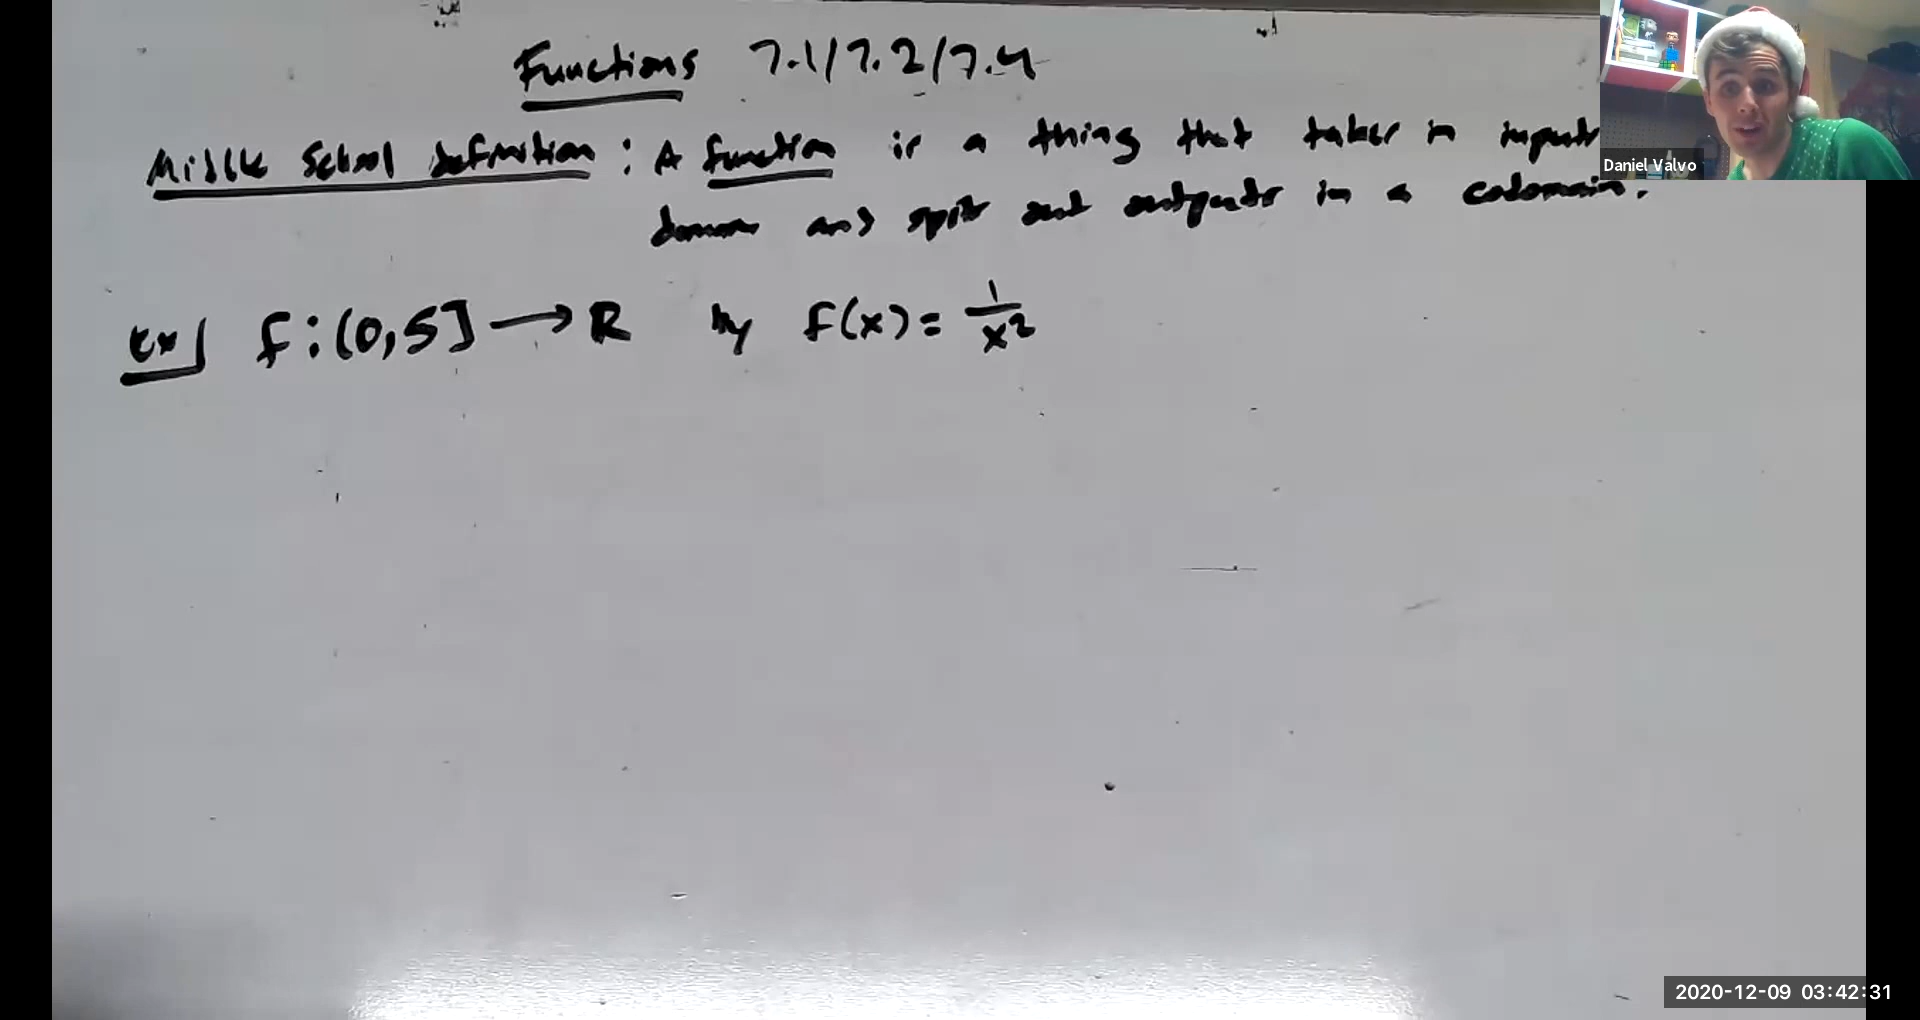 Functions 7.1/7.2/7.4
Middle School definition: A function is a thing that takes in inputs
domain and spits out outputs in a codomain.
Ex] f:(0,5] → R by f(x) = 1/x²
Daniel Valvo
2020-12-09 03:42:31